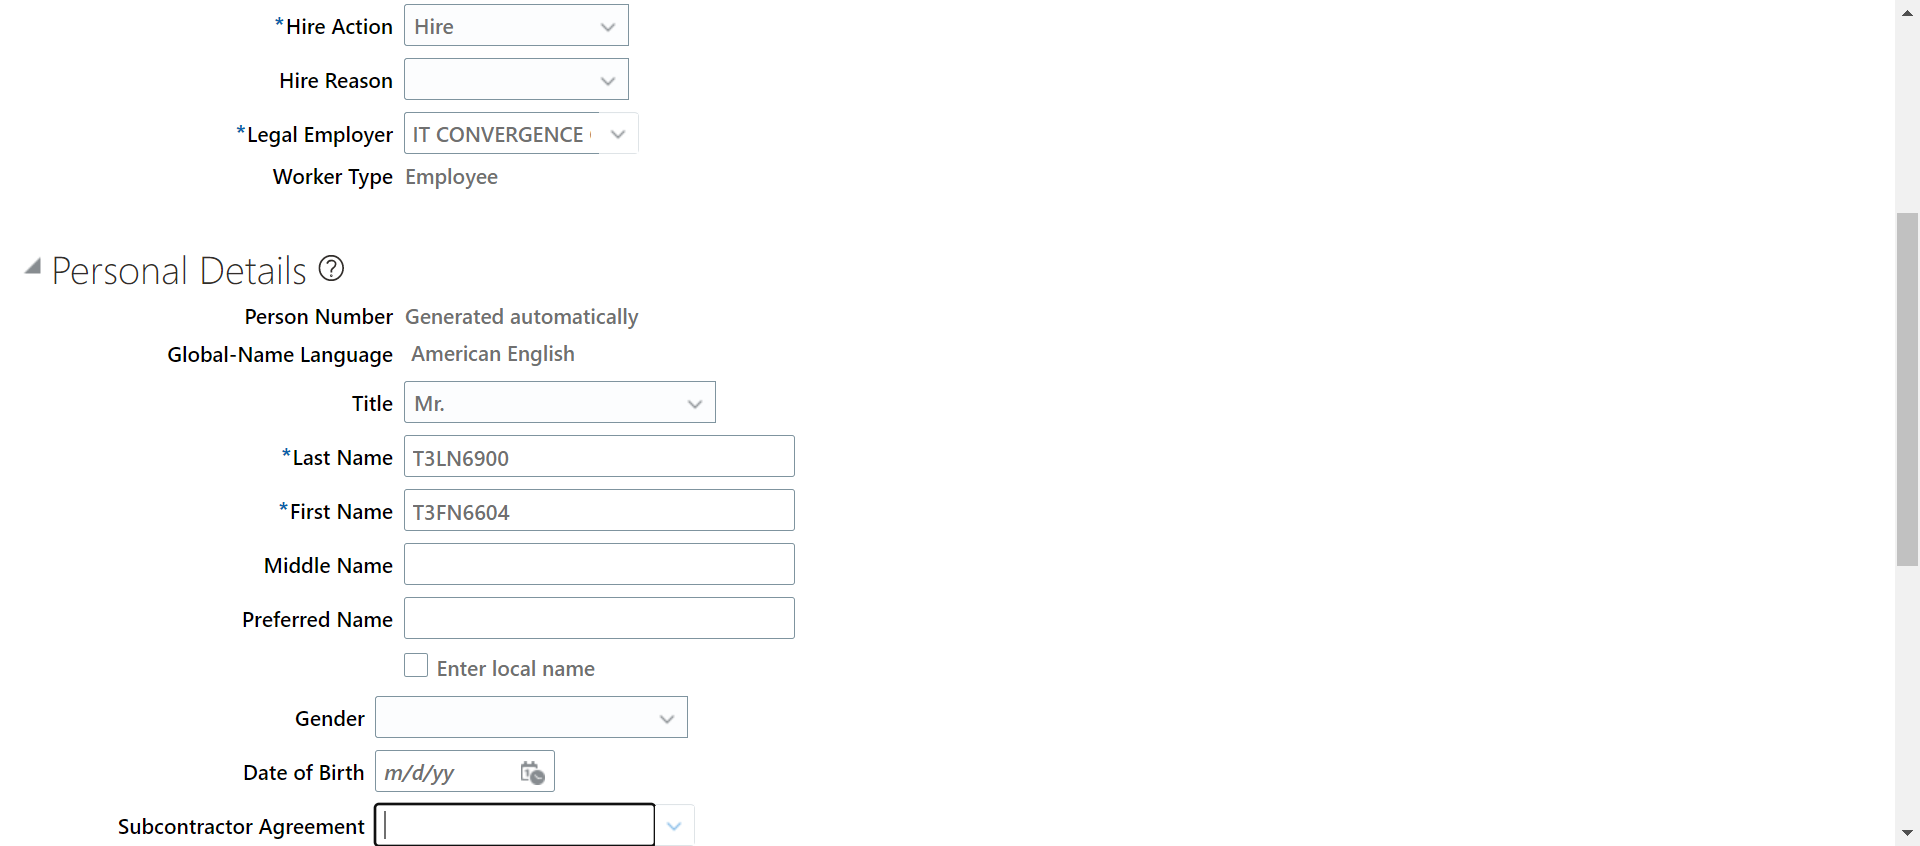 *Hire Action Hire
Hire Reason
*Legal Employer IT CONVERGENCE
Worker Type Employee
Personal Details ?
Person Number Generated automatically
Global-Name Language American English
Title Mr.
*Last Name T3LN6900
*First Name T3FN6604
Middle Name
Preferred Name
Enter local name
Gender
Date of Birth m/d/yy
Subcontractor Agreement